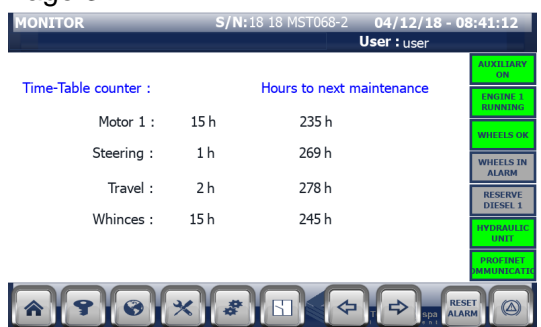 MONITOR S/N: 18 18 MST068-2 04/12/18 - 08:41:12
User : user
Time-Table counter : Hours to next maintenance
Motor 1 : 15 h 235 h
Steering : 1 h 269 h
Travel : 2 h 278 h
Whinces : 15 h 245 h
AUXILIARY
ON
ENGINE 1
RUNNING
WHEELS OK
WHEELS IN
ALARM
RESERVE
DIESEL 1
HYDRAULIC
UNIT
PROFINET
OMMUNICATIO
spa
RESET
ALARM